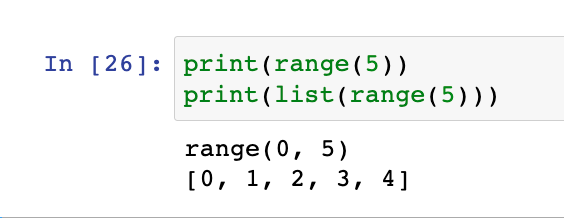 In [26]: print(range(5))
print(list(range(5)))
range(0, 5)
[0, 1, 2, 3, 4]